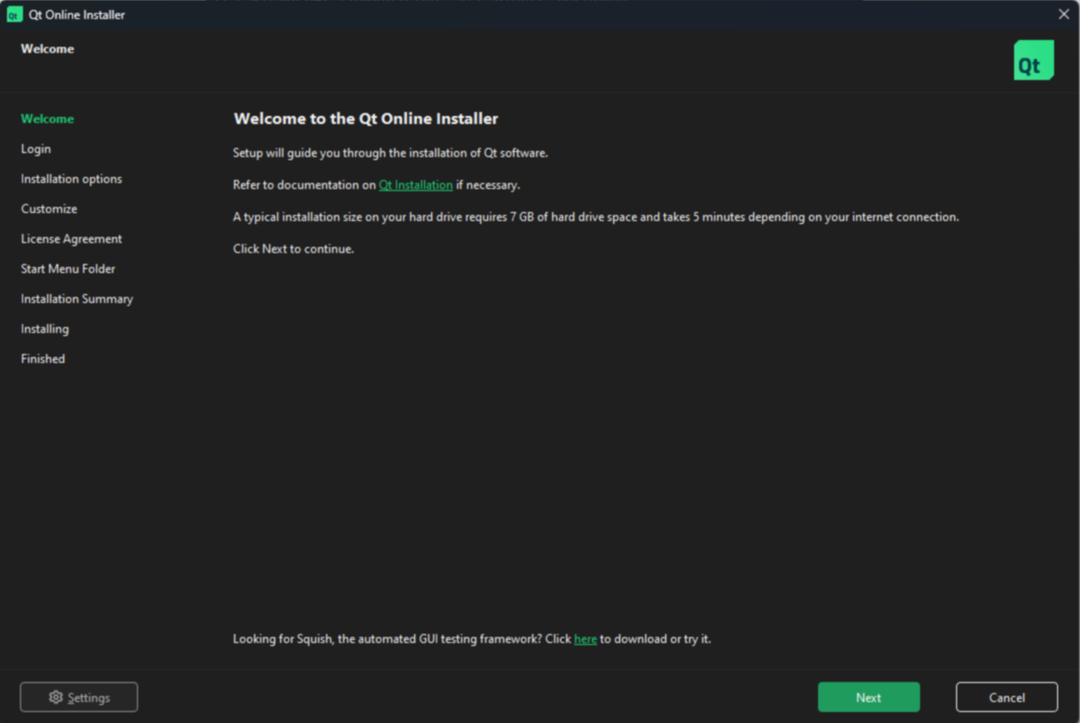 Qt Qt Online Installer
Welcome
Qt
Welcome
Login
Installation options
Customize
License Agreement
Start Menu Folder
Installation Summary
Installing
Finished
Welcome to the Qt Online Installer
Setup will guide you through the installation of Qt software.
Refer to documentation on Qt Installation if necessary.
A typical installation size on your hard drive requires 7 GB of hard drive space and takes 5 minutes depending on your internet connection.
Click Next to continue.
Looking for Squish, the automated GUI testing framework? Click here to download or try it.
Settings
Next
Cancel